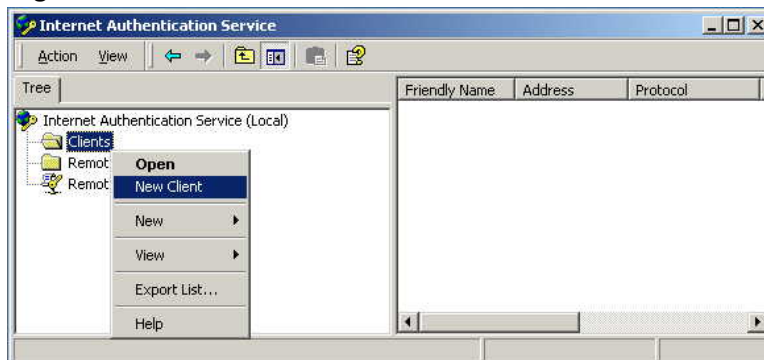 Internet Authentication Service
Action View
Tree
Friendly Name Address Protocol
Internet Authentication Service (Local)
Clients
Remot
Remot
Open
New Client
New
View
Export List...
Help